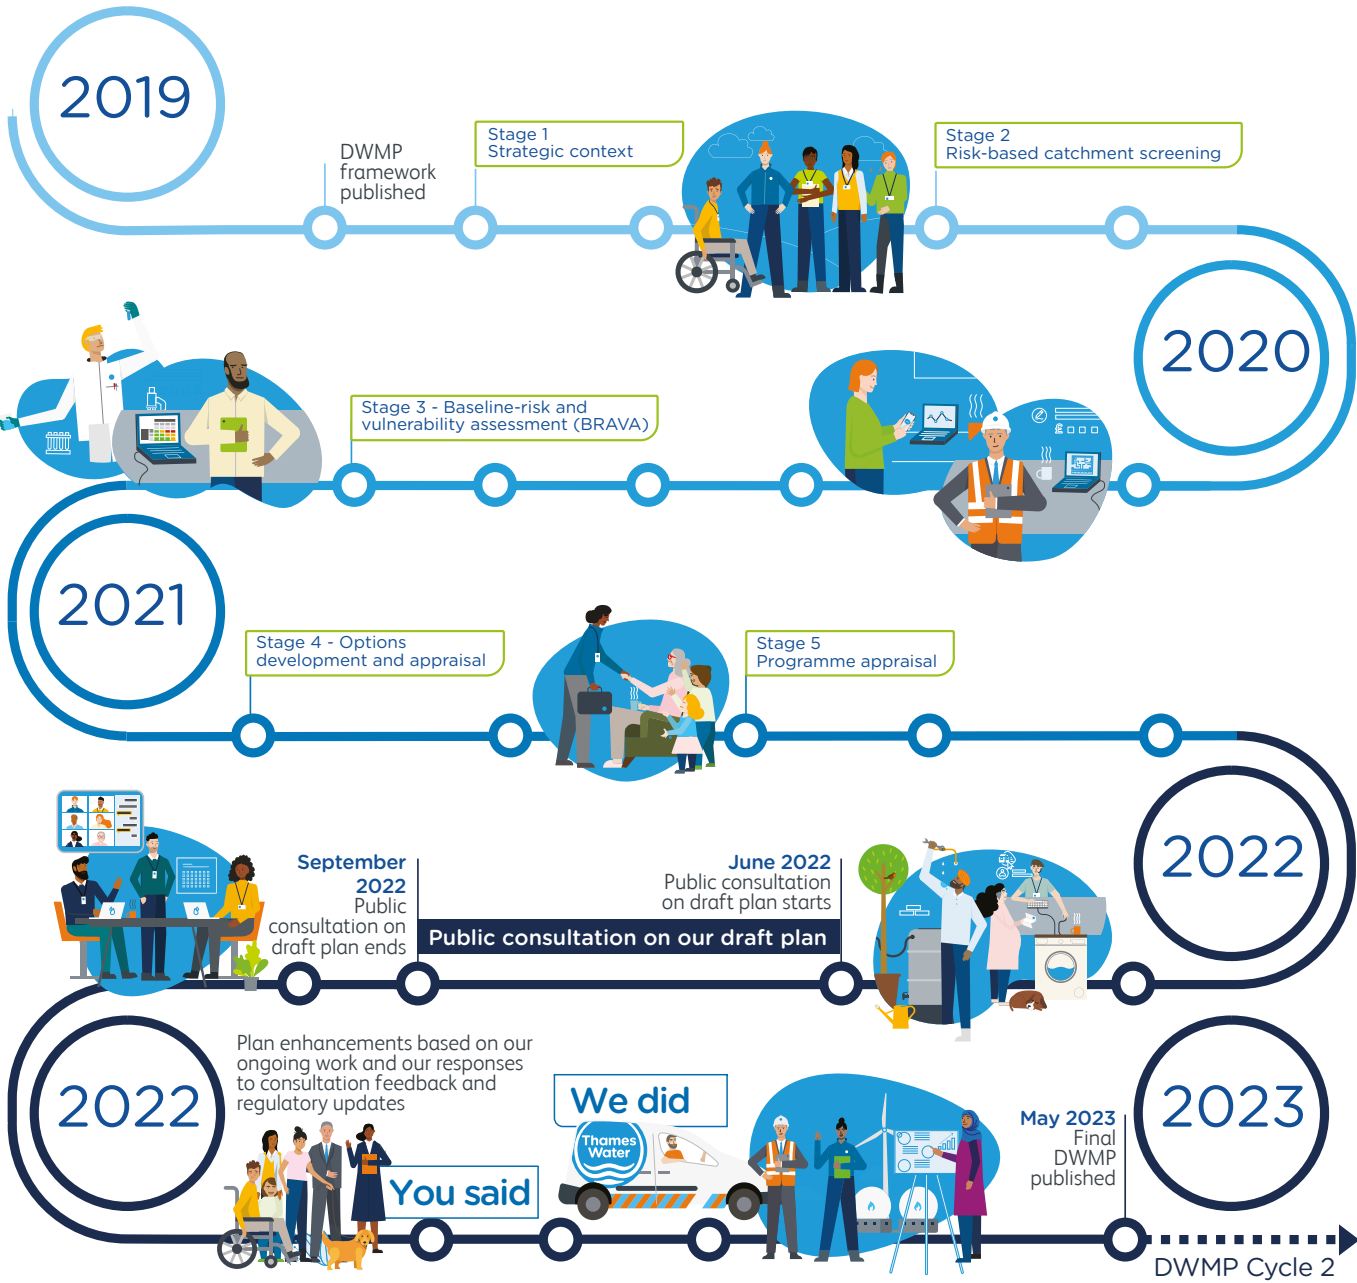 2019
DWMP
framework
published
Stage 1
Strategic context
Stage 2
Risk-based catchment screening
2020
Stage 3 - Baseline-risk and
vulnerability assessment (BRAVA)
2021
Stage 4 - Options
development and appraisal
Stage 5
Programme appraisal
2022
June 2022
Public consultation
on draft plan starts
Public consultation on our draft plan
September
2022
Public
consultation on
draft plan ends
2022
Plan enhancements based on our
ongoing work and our responses
to consultation feedback and
regulatory updates
You said
We did
Thames
Water
May 2023
Final
DWMP
published
2023
DWMP Cycle 2